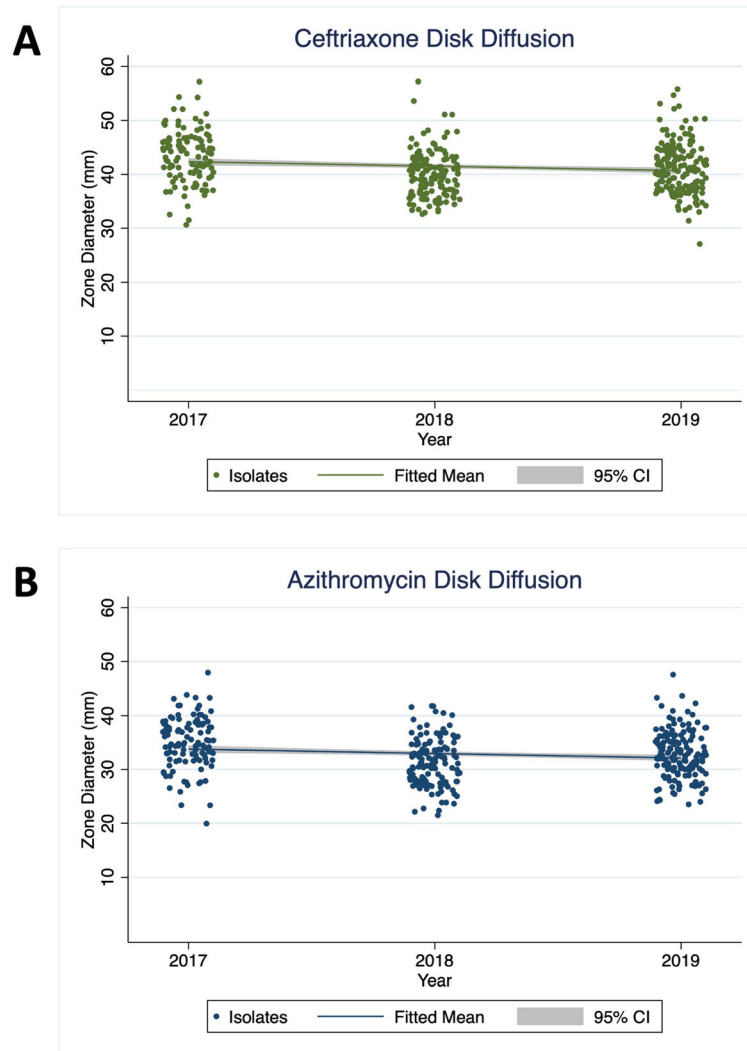 A
Ceftriaxone Disk Diffusion
60
50
40
30
20
10
Zone Diameter (mm)
2017 2018 2019
Year
Isolates Fitted Mean 95% CI
B
Azithromycin Disk Diffusion
60
50
40
30
20
10
Zone Diameter (mm)
2017 2018 2019
Year
Isolates Fitted Mean 95% CI